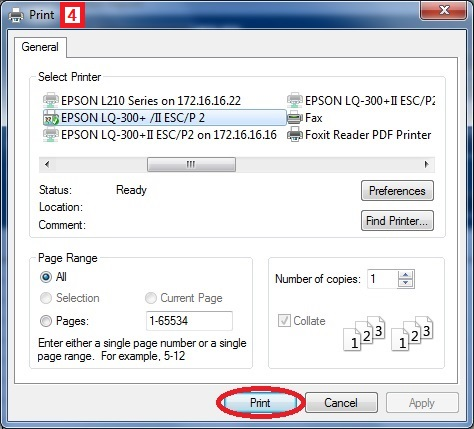 Print 4
General
Select Printer
EPSON L210 Series on 172.16.16.22
EPSON LQ-300+II ESC/P2
EPSON LQ-300+ /II ESC/P 2
Fax
EPSON LQ-300+II ESC/P2 on 172.16.16.16
Foxit Reader PDF Printer
Status: Ready
Preferences
Location:
Comment:
Find Printer...
Page Range
All
Selection
Current Page
Pages: 1-65534
Enter either a single page number or a single
page range. For example, 5-12
Number of copies: 1
Collate
1 2 3 1 2 3
Print
Cancel
Apply